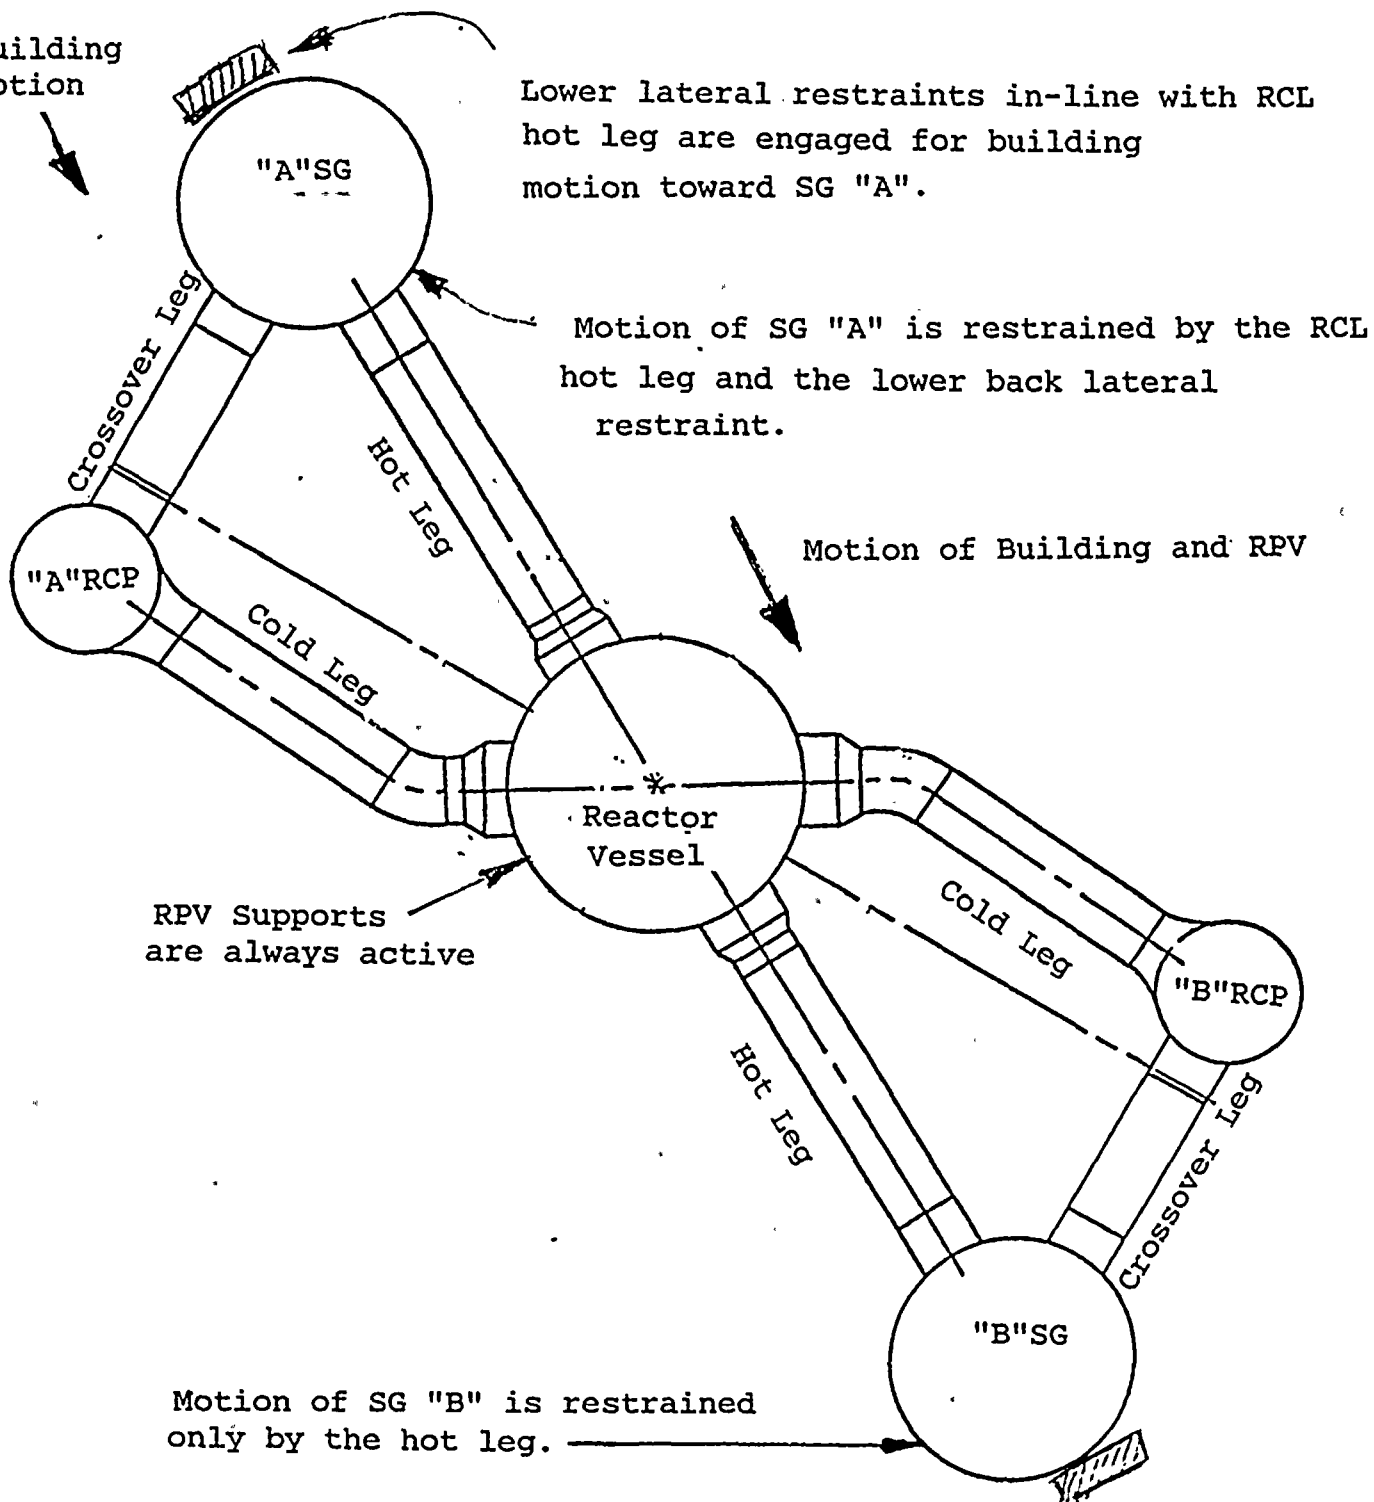 uilding
otion
Lower lateral restraints in-line with RCL
hot leg are engaged for building
motion toward SG "A".
"A"SG
Motion of SG "A" is restrained by the RCL
hot leg and the lower back lateral
restraint.
Crossover Leg
Hot Leg
Motion of Building and RPV
"A"RCP
Cold Leg
Reactor
Vessel
RPV Supports
are always active
Cold Leg
"B"RCP
Hot Leg
Crossover Leg
"B"SG
Motion of SG "B" is restrained
only by the hot leg.